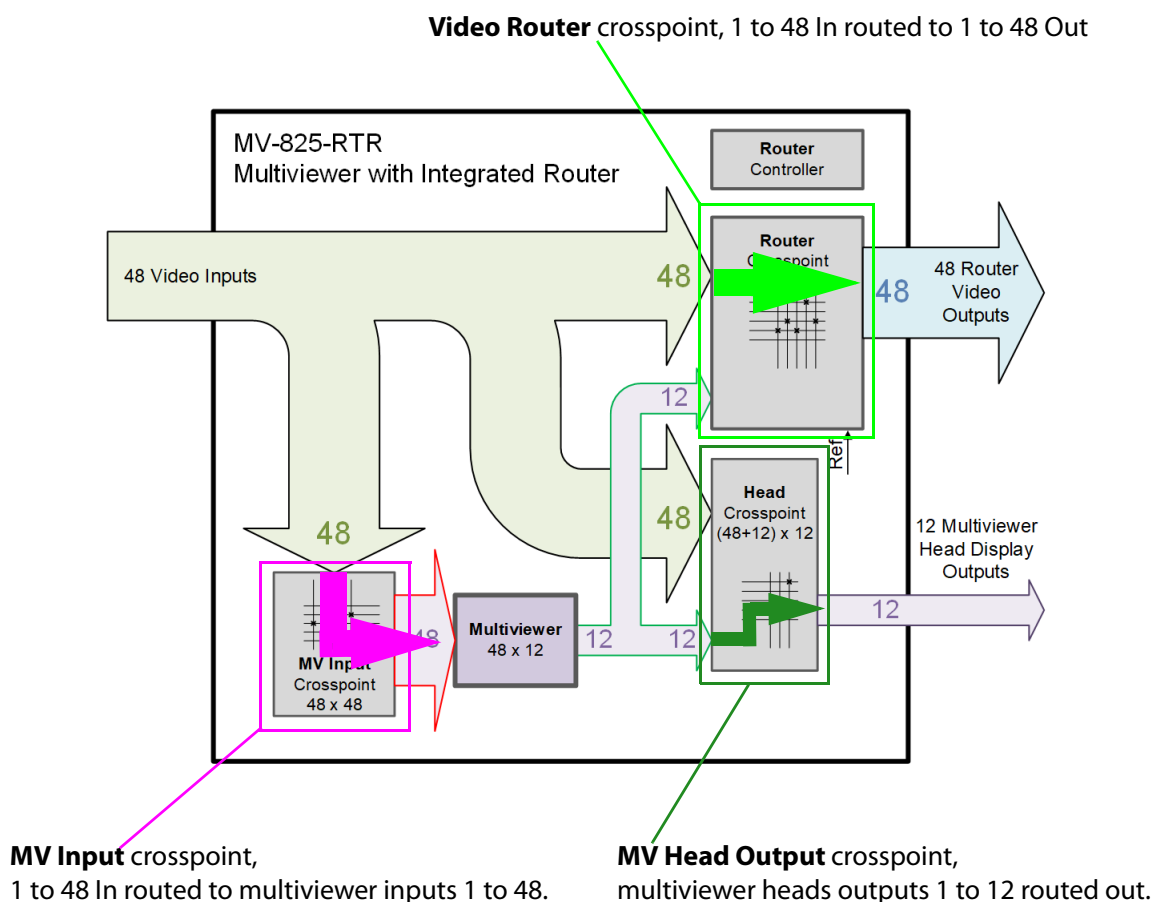 Video Router crosspoint, 1 to 48 In routed to 1 to 48 Out
MV-825-RTR
Multiviewer with Integrated Router
Router
Controller
48 Video Inputs
48
Router
Crosspoint
48
48 Router
Video
Outputs
12
Ref
48
48
Head
Crosspoint
(48+12) x 12
12 Multiviewer
Head Display
Outputs
12
MV Input
Crosspoint
48 x 48
48
Multiviewer
48 x 12
12
12
MV Input crosspoint,
1 to 48 In routed to multiviewer inputs 1 to 48.
MV Head Output crosspoint,
multiviewer heads outputs 1 to 12 routed out.